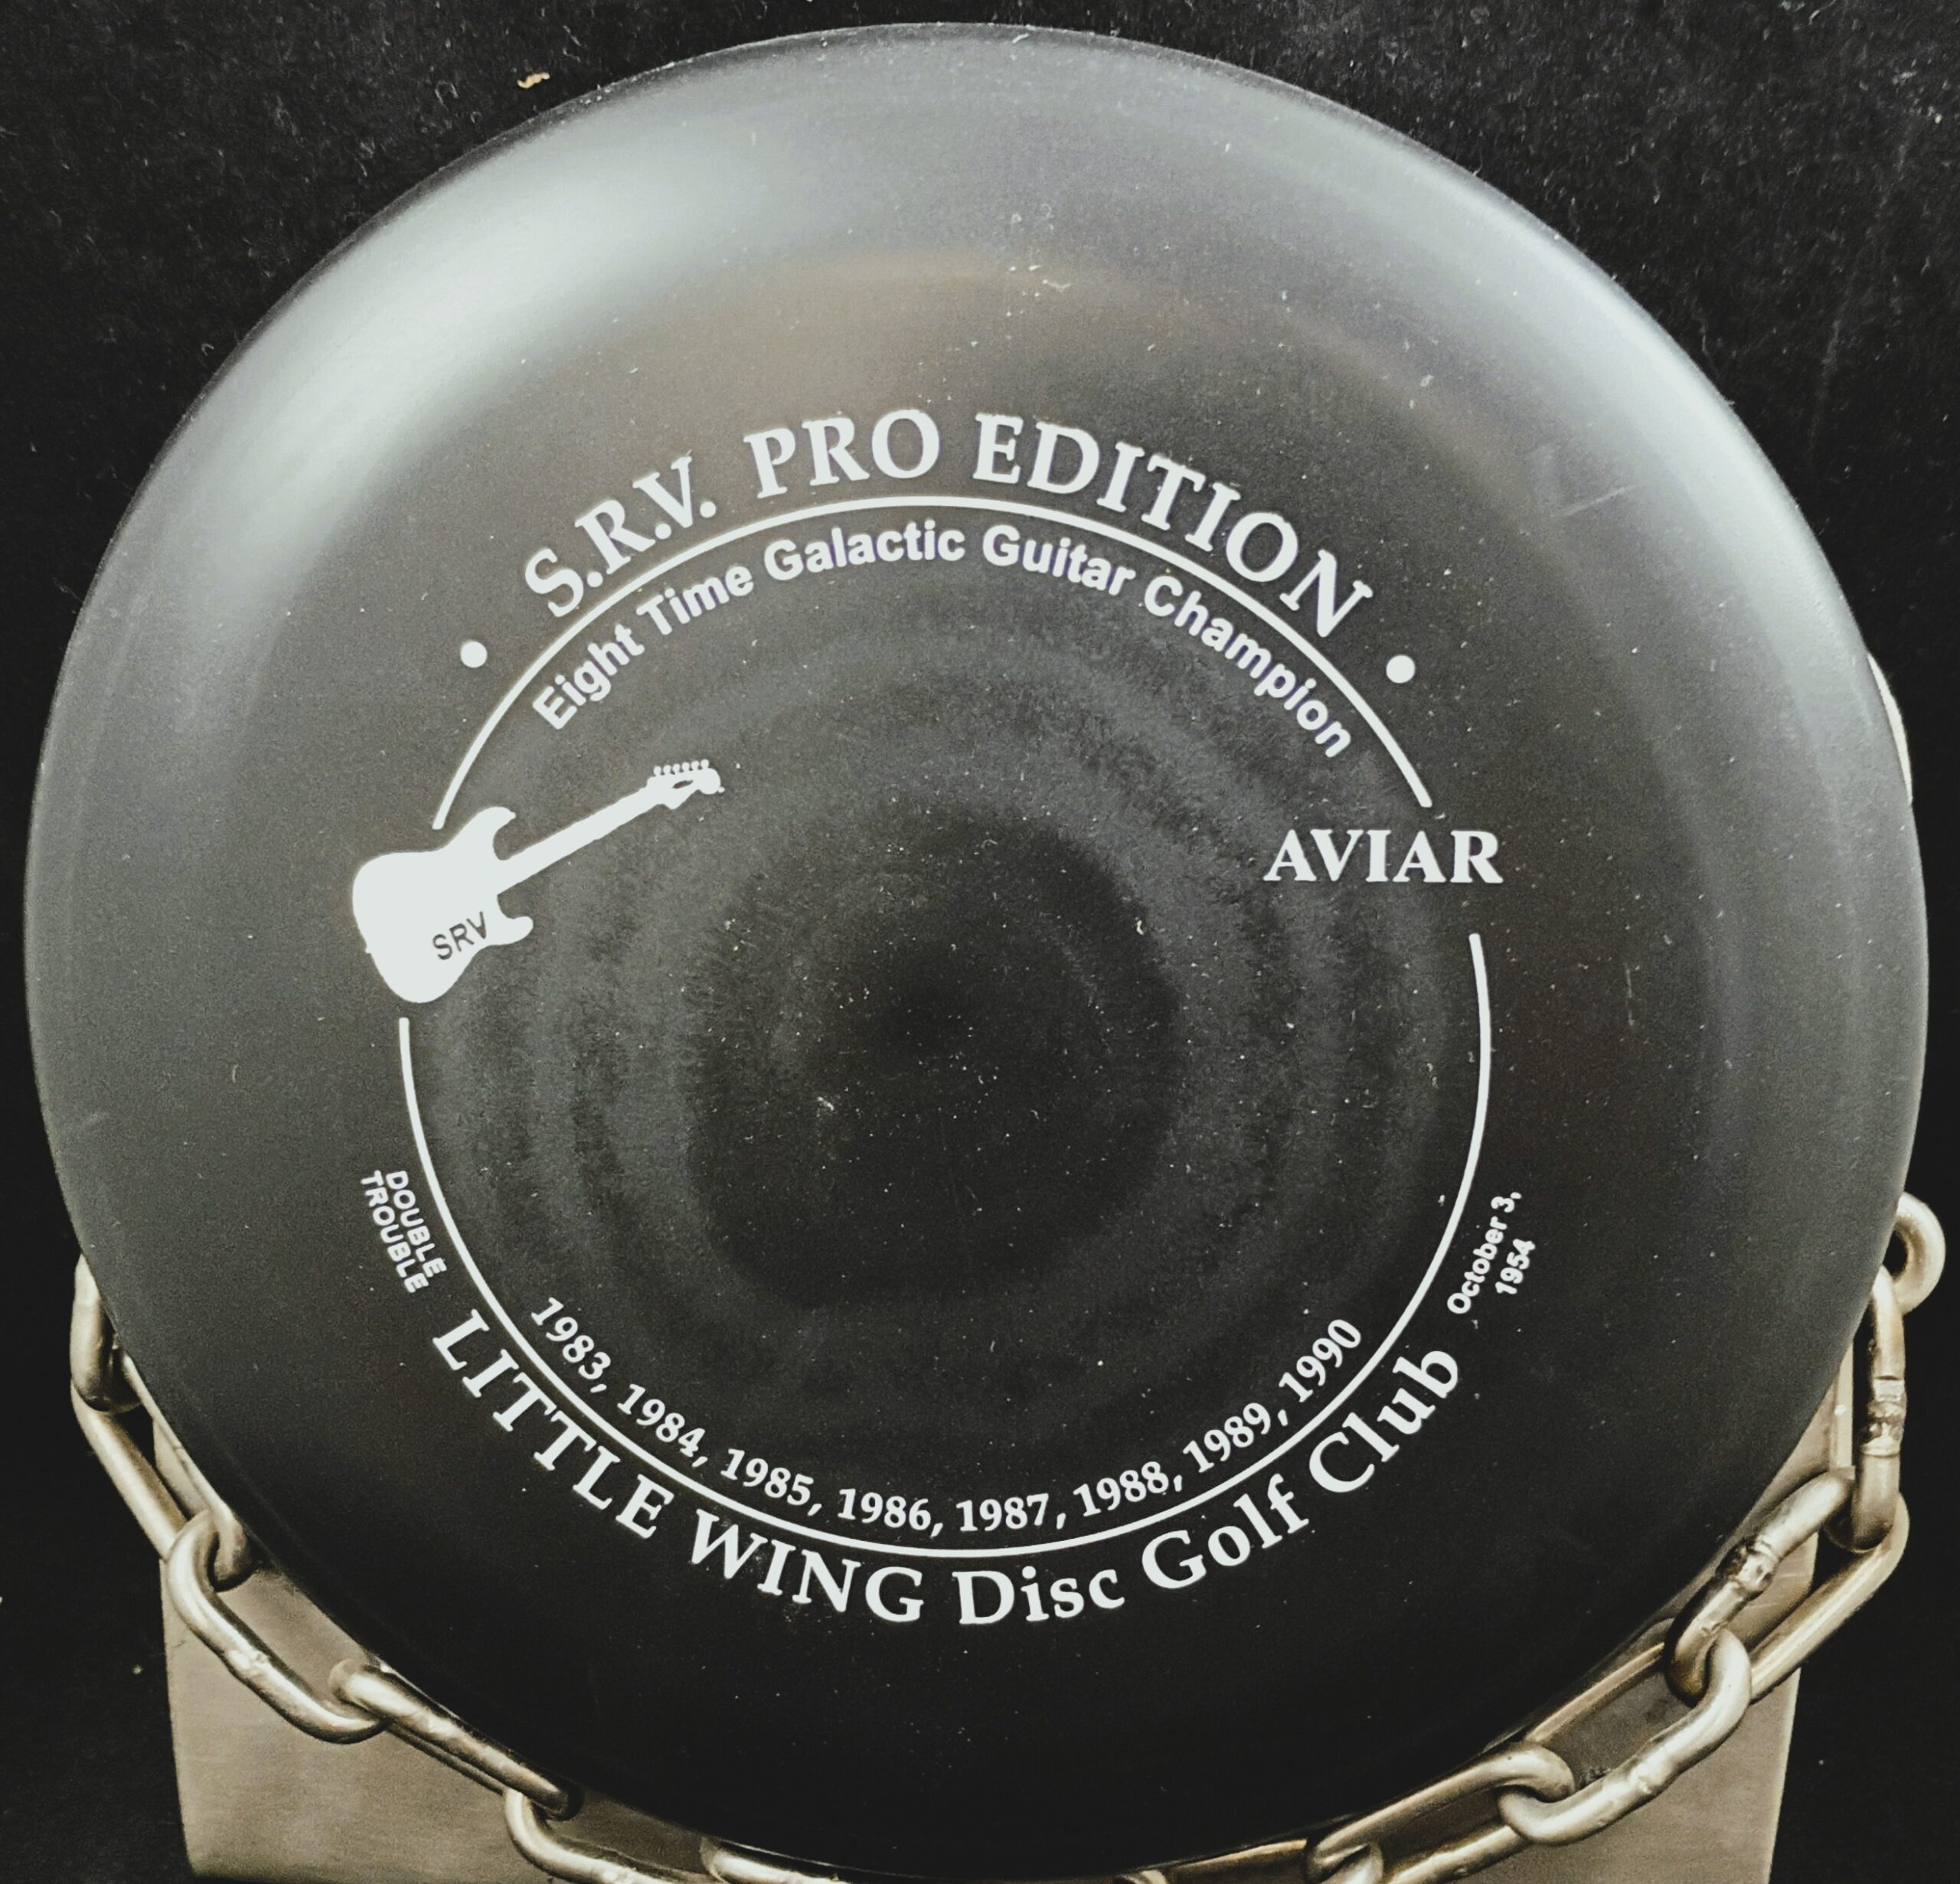 S.R.V. PRO EDITION
Eight Time Galactic Guitar Champion
SRV
AVIAR
DOUBLE
TROUBLE
October 3,
1954
1983, 1984, 1985, 1986, 1987, 1988, 1989, 1990
LITTLE WING Disc Golf Club